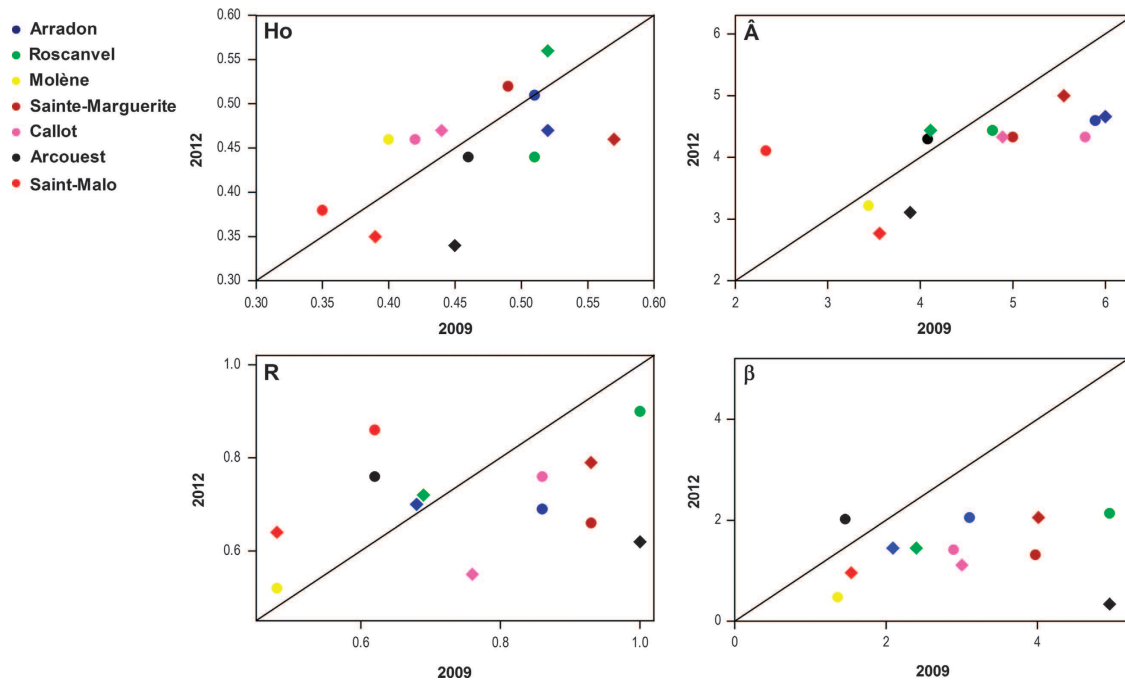 Arradon
Roscanvel
Molène
Sainte-Marguerite
Callot
Arcouest
Saint-Malo
Ho
2012
0.60
0.55
0.50
0.45
0.40
0.35
0.30
0.30 0.35 0.40 0.45 0.50 0.55 0.60
2009
Â
2012
6
5
4
3
2
2 3 4 5 6
2009
R
2012
1.0
0.8
0.6
0.6 0.8 1.0
2009
β
2012
4
2
0
0 2 4
2009